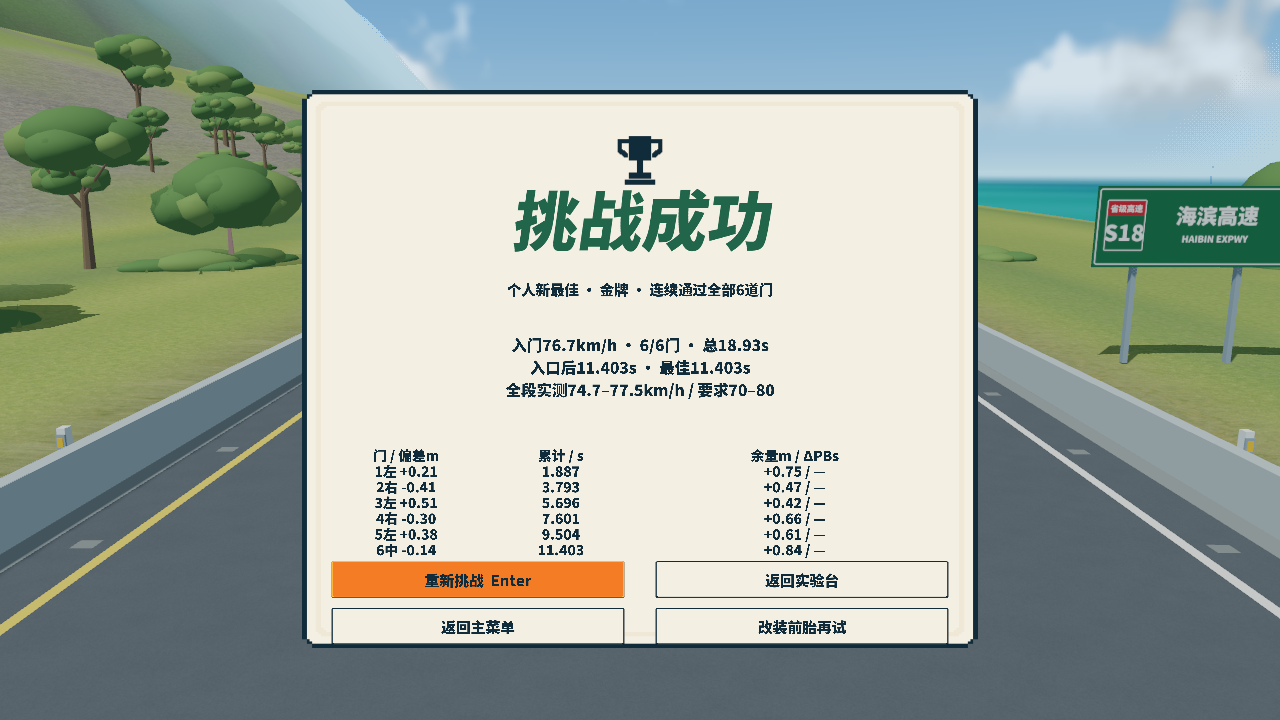 挑战成功
个人新最佳 · 金牌 · 连续通过全部6道门
入门76.7km/h · 6/6门 · 总18.93s
入口后11.403s · 最佳11.403s
全段实测74.7–77.5km/h / 要求70–80
门 / 偏差m 累计 / s 余量m / ΔPBs
1左 +0.21 1.887 +0.75 / —
2右 -0.41 3.793 +0.47 / —
3左 +0.51 5.696 +0.42 / —
4右 -0.30 7.601 +0.66 / —
5左 +0.38 9.504 +0.61 / —
6中 -0.14 11.403 +0.84 / —
重新挑战 Enter 返回实验台
返回主菜单 改装前胎再试
省级高速
S18
海滨高速
HAIBIN EXPWY